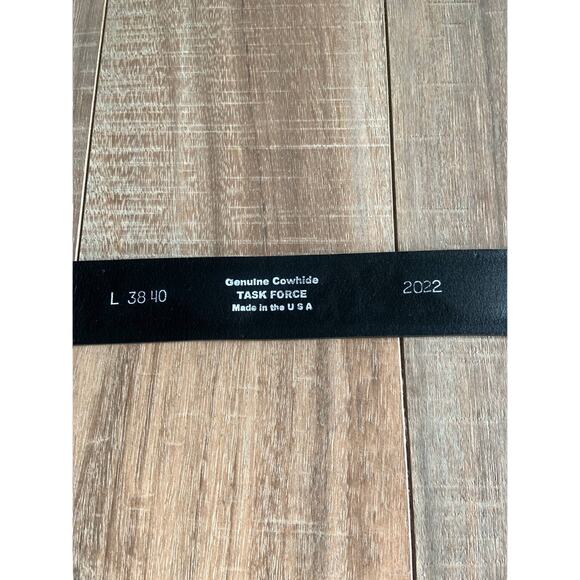 L 38 40
Genuine Cowhide
TASK FORCE
Made in the U S A
2022